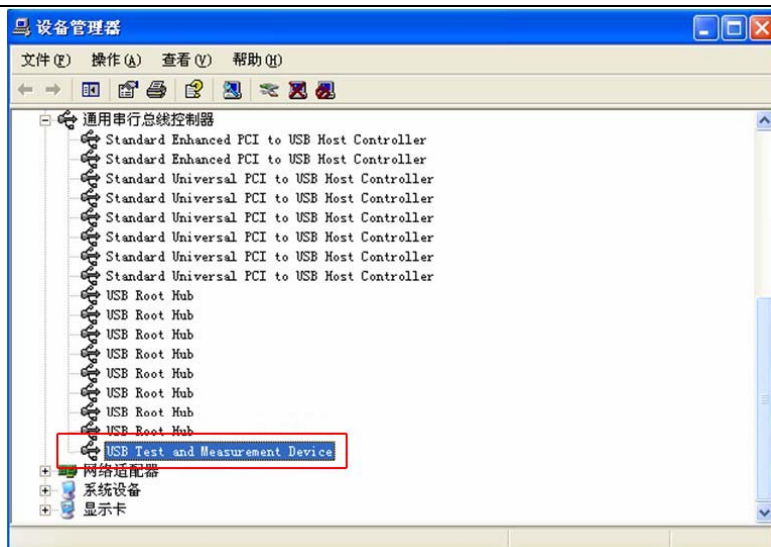 设备管理器
文件(F) 操作(A) 查看(V) 帮助(H)
通用串行总线控制器
Standard Enhanced PCI to USB Host Controller
Standard Enhanced PCI to USB Host Controller
Standard Universal PCI to USB Host Controller
Standard Universal PCI to USB Host Controller
Standard Universal PCI to USB Host Controller
Standard Universal PCI to USB Host Controller
Standard Universal PCI to USB Host Controller
Standard Universal PCI to USB Host Controller
USB Root Hub
USB Root Hub
USB Root Hub
USB Root Hub
USB Root Hub
USB Root Hub
USB Root Hub
USB Root Hub
USB Test and Measurement Device
网络适配器
系统设备
显示卡